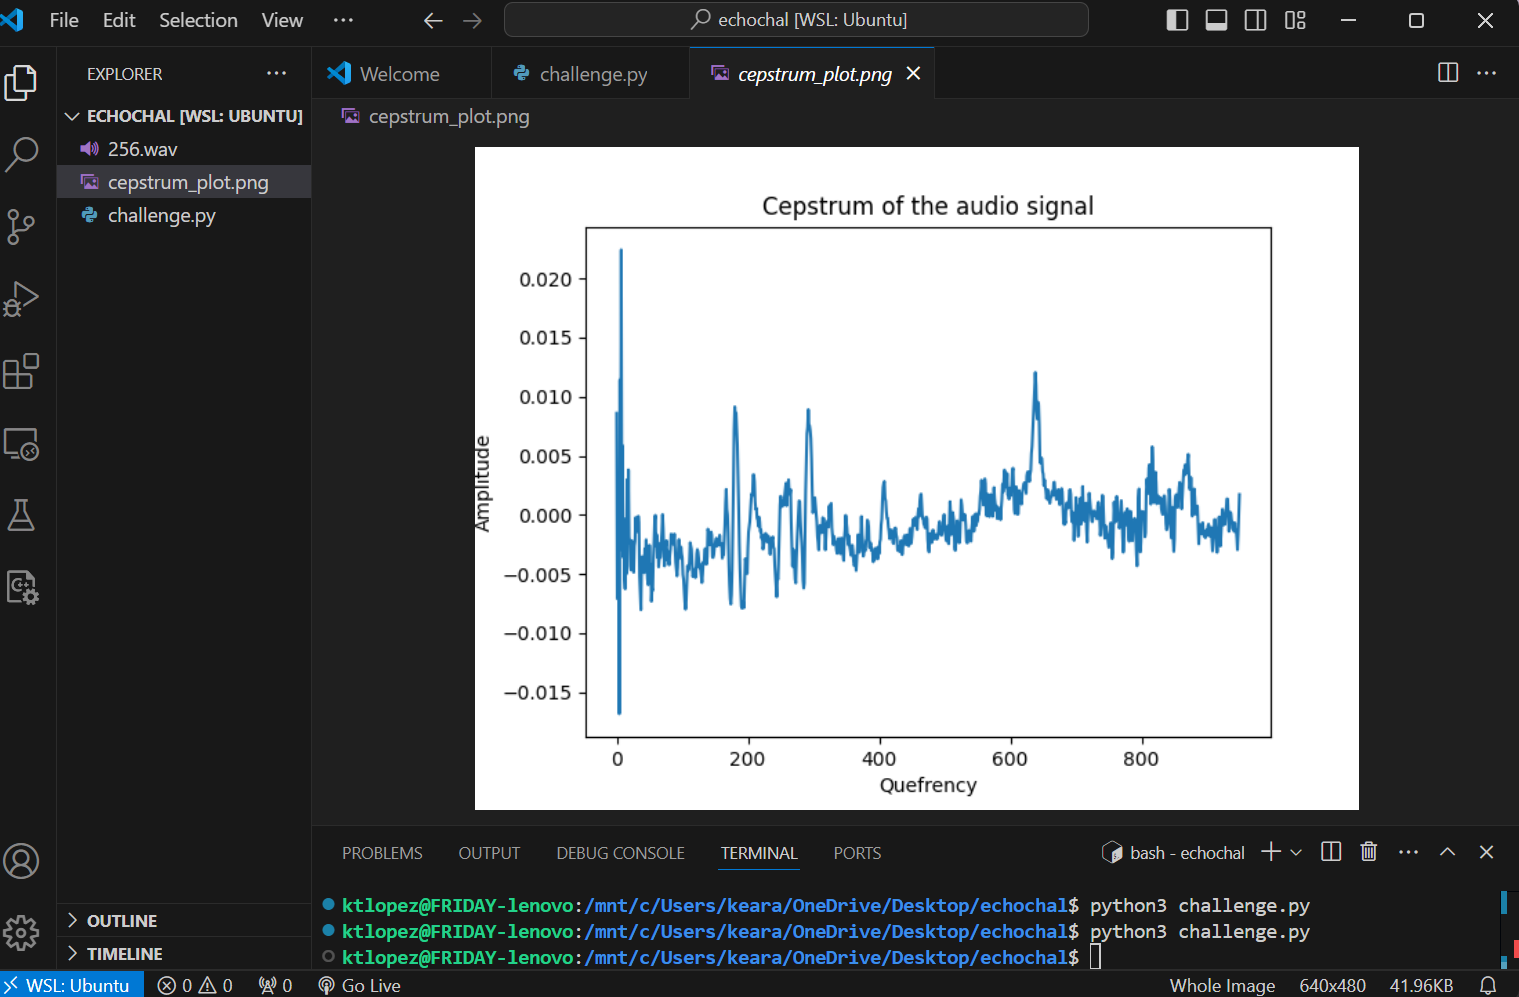 File Edit Selection View ···
echochal [WSL: Ubuntu]
EXPLORER ···
Welcome challenge.py cepstrum_plot.png
ECHOCHAL [WSL: UBUNTU]
256.wav
cepstrum_plot.png
challenge.py
cepstrum_plot.png
Cepstrum of the audio signal
0.020
0.015
0.010
0.005
0.000
−0.005
−0.010
−0.015
Amplitude
0 200 400 600 800
Quefrency
PROBLEMS OUTPUT DEBUG CONSOLE TERMINAL PORTS
bash - echochal
ktlopez@FRIDAY-lenovo:/mnt/c/Users/keara/OneDrive/Desktop/echochal$ python3 challenge.py
ktlopez@FRIDAY-lenovo:/mnt/c/Users/keara/OneDrive/Desktop/echochal$ python3 challenge.py
ktlopez@FRIDAY-lenovo:/mnt/c/Users/keara/OneDrive/Desktop/echochal$
OUTLINE
TIMELINE
WSL: Ubuntu 0 0 0 Go Live Whole Image 640x480 41.96KB